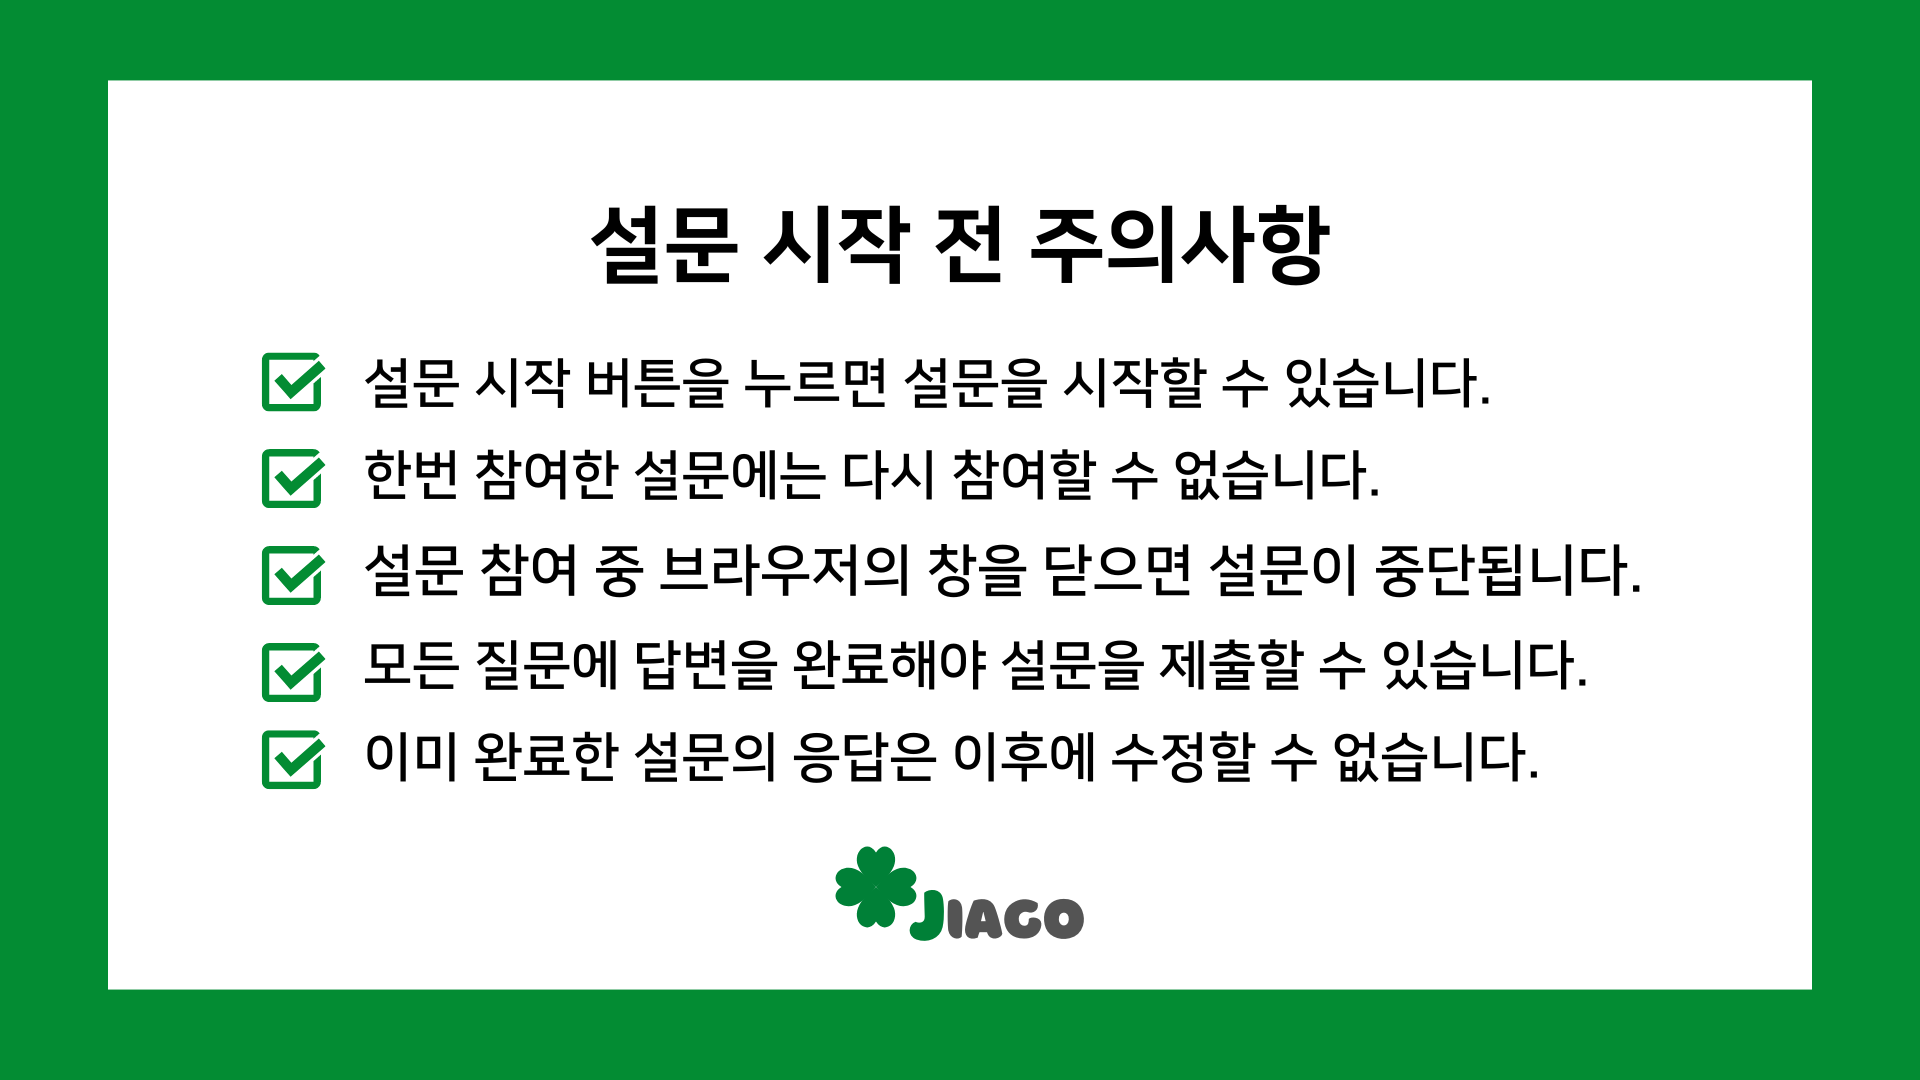 설문 시작 전 주의사항
설문 시작 버튼을 누르면 설문을 시작할 수 있습니다.
한번 참여한 설문에는 다시 참여할 수 없습니다.
설문 참여 중 브라우저의 창을 닫으면 설문이 중단됩니다.
모든 질문에 답변을 완료해야 설문을 제출할 수 있습니다.
이미 완료한 설문의 응답은 이후에 수정할 수 없습니다.
JIAGO